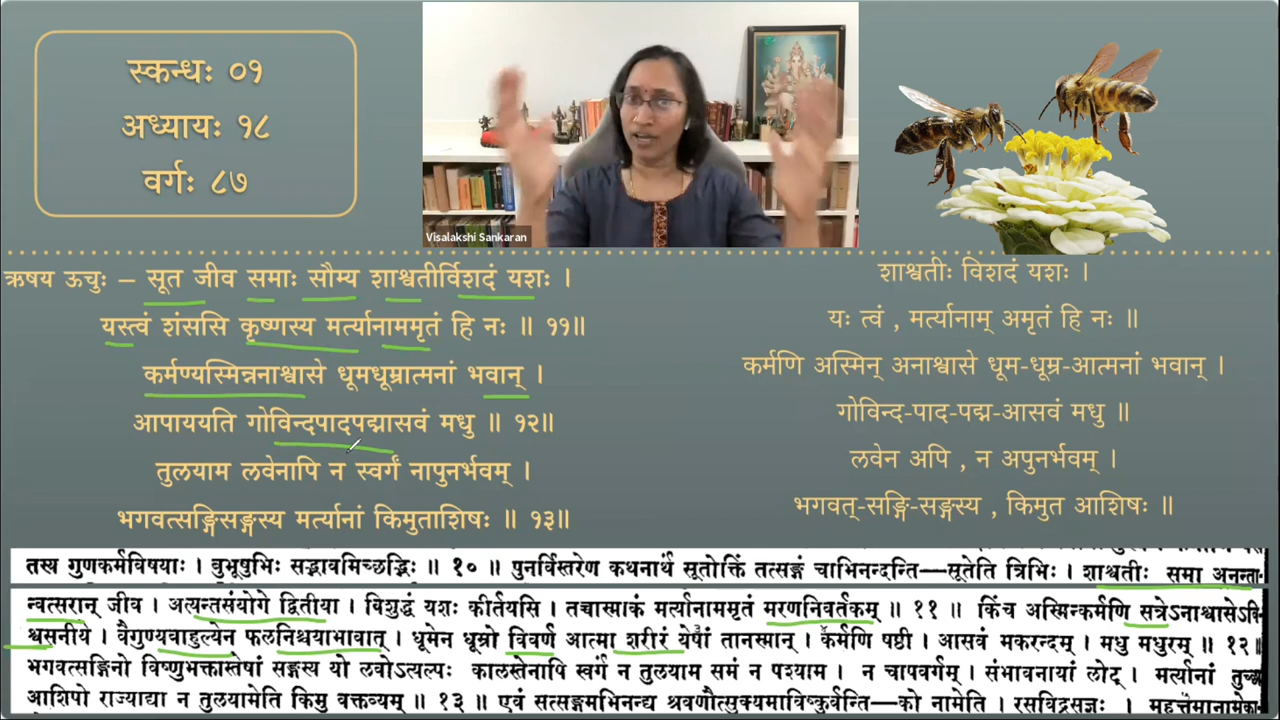 स्कन्धः ०१
अध्यायः १८
वर्गः ८७
Visalakshi Sankaran
ऋषय ऊचुः – सूत जीव समाः सौम्य शाश्वतीर्विशदं यशः ।
यस्त्वं शंससि कृष्णस्य मर्त्यानाममृतं हि नः ॥ ११॥
कर्मण्यस्मिन्ननाश्वासे धूमधूम्रात्मनां भवान् ।
आपाययति गोविन्दपादपद्मासवं मधु ॥ १२॥
तुलयाम लवेनापि न स्वर्गं नापुनर्भवम् ।
भगवत्सङ्गिसङ्गस्य मर्त्यानां किमुताशिषः ॥ १३॥
शाश्वतीः विशदं यशः ।
यः त्वं , मर्त्यानाम् अमृतं हि नः ॥
कर्मणि अस्मिन् अनाश्वासे धूम-धूम्र-आत्मनां भवान् ।
गोविन्द-पाद-पद्म-आसवं मधु ॥
लवेन अपि , न अपुनर्भवम् ।
भगवत्-सङ्गि-सङ्गस्य , किमुत आशिषः ॥
तस्य गुणकर्मविषयाः । बुभूषुभिः सद्भावमिच्छद्भिः ॥ १० ॥ पुनर्विस्तरेण कथनार्थं सूतोक्तिं तत्सङ्गं चाभिनन्दन्ति—सूतेति त्रिभिः । शाश्वतीः समा अनन्ता-
न्वत्सरान् जीव । अत्यन्तसंयोगे द्वितीया । विशुद्धं यशः कीर्तयसि । तच्चास्माकं मर्त्यानाममृतं मरणनिवर्तकम् ॥ ११ ॥ किंच अस्मिन्कर्मणि सत्रेऽनाश्वासेऽवि-
श्वसनीये । वैगुण्यबाहुल्येन फलनिश्चयाभावात् । धूमेन धूम्रो विवर्ण आत्मा शरीरं येषां तानस्मान् । कर्मणि षष्ठी । आसवं मकरन्दम् । मधु मधुरम् ॥ १२॥
भगवत्सङ्गिनो विष्णुभक्तास्तेषां सङ्गस्य यो लवोऽत्यल्पः कालस्तेनापि स्वर्गं न तुलयाम समं न पश्याम । न चापवर्गम् । संभावनायां लोट् । मर्त्यानां तुच्छा
आशिषो राज्याद्या न तुलयामेति किमु वक्तव्यम् ॥ १३ ॥ एवं सत्सङ्गमभिनन्द्य श्रवणौत्सुक्यमाविष्कुर्वन्ति—को नामेति । रसविद्रसज्ञः । महत्तमानामेका-